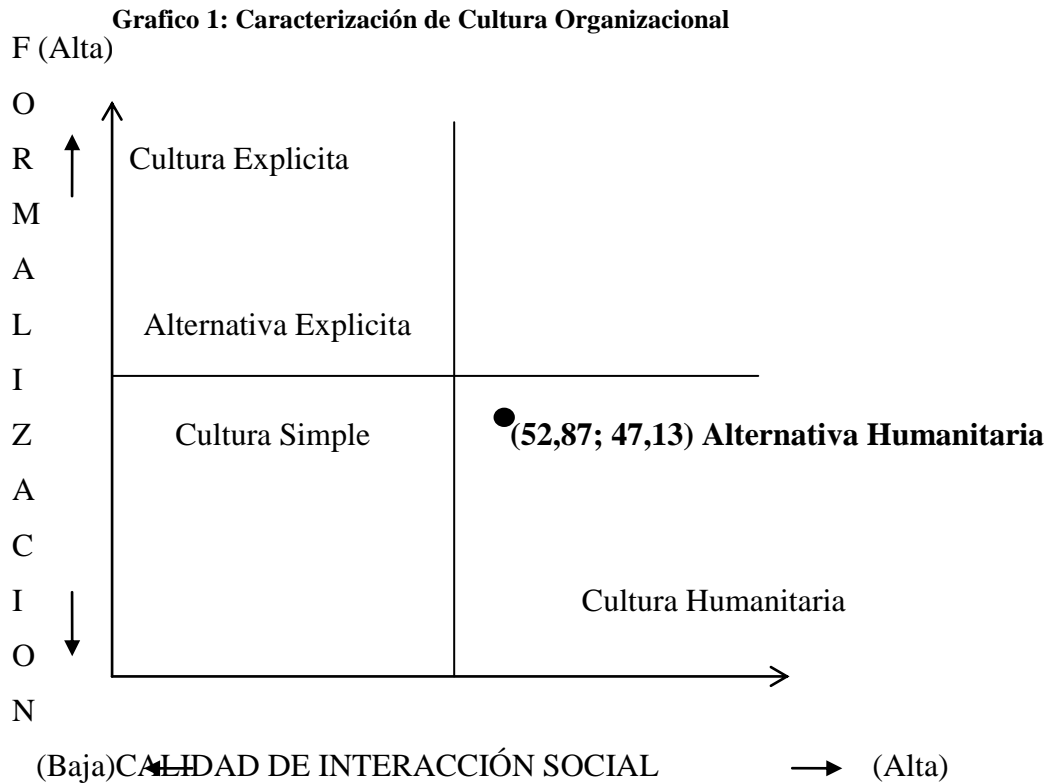 Grafico 1: Caracterización de Cultura Organizacional
F (Alta)
O
R Cultura Explicita
M
A
L Alternativa Explicita
I
Z Cultura Simple (52,87; 47,13) Alternativa Humanitaria
A
C
I Cultura Humanitaria
O
N
(Baja)CALIDAD DE INTERACCIÓN SOCIAL (Alta)